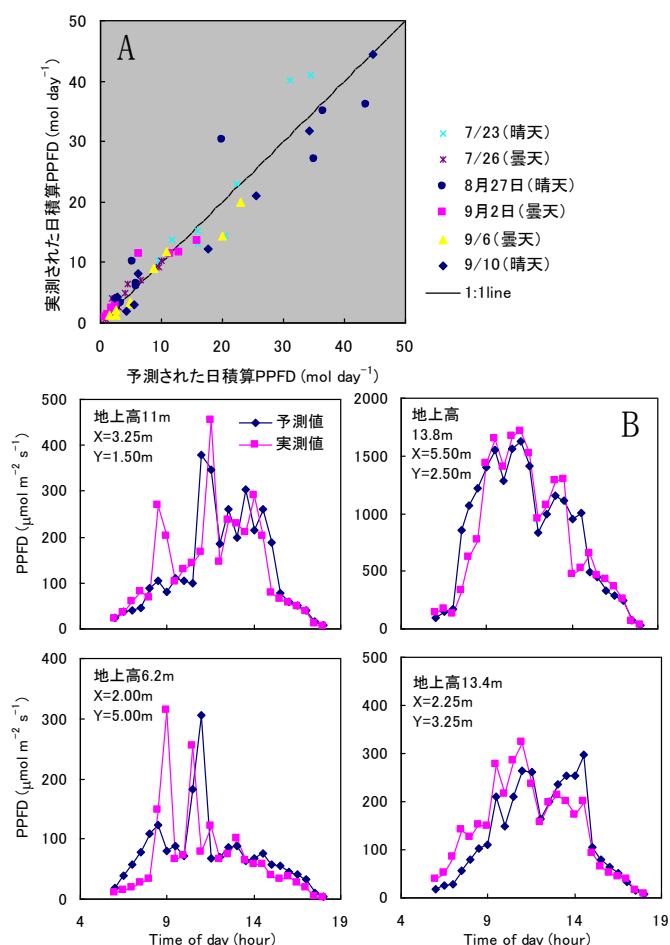 A
50
40
30
20
10
0
実測された日積算PPFD (mol day⁻¹)
0 10 20 30 40 50
予測された日積算PPFD (mol day⁻¹)
7/23(晴天)
7/26(曇天)
8月27日(晴天)
9月2日(曇天)
9/6(曇天)
9/10(晴天)
1:1line
500
400
300
200
100
0
PPFD (μmol m⁻² s⁻¹)
地上高11m
X=3.25m
Y=1.50m
予測値
実測値
B
2000
1500
1000
500
0
地上高
13.8m
X=5.50m
Y=2.50m
400
300
200
100
0
PPFD (μmol m⁻² s⁻¹)
地上高6.2m
X=2.00m
Y=5.00m
4 9 14 19
Time of day (hour)
500
400
300
200
100
0
地上高13.4m
X=2.25m
Y=3.25m
4 9 14 19
Time of day (hour)